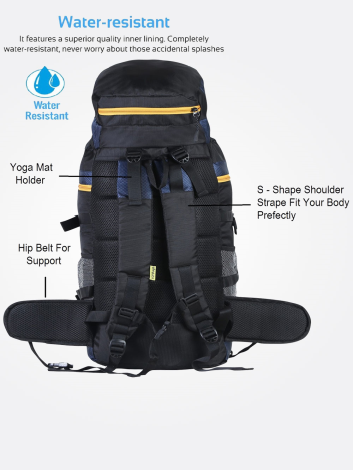 Water-resistant
It features a superior quality inner lining. Completely
water-resistant, never worry about those accidental splashes
Water
Resistant
Yoga Mat
Holder
S - Shape Shoulder
Strape Fit Your Body
Prefectly
Hip Belt For
Support